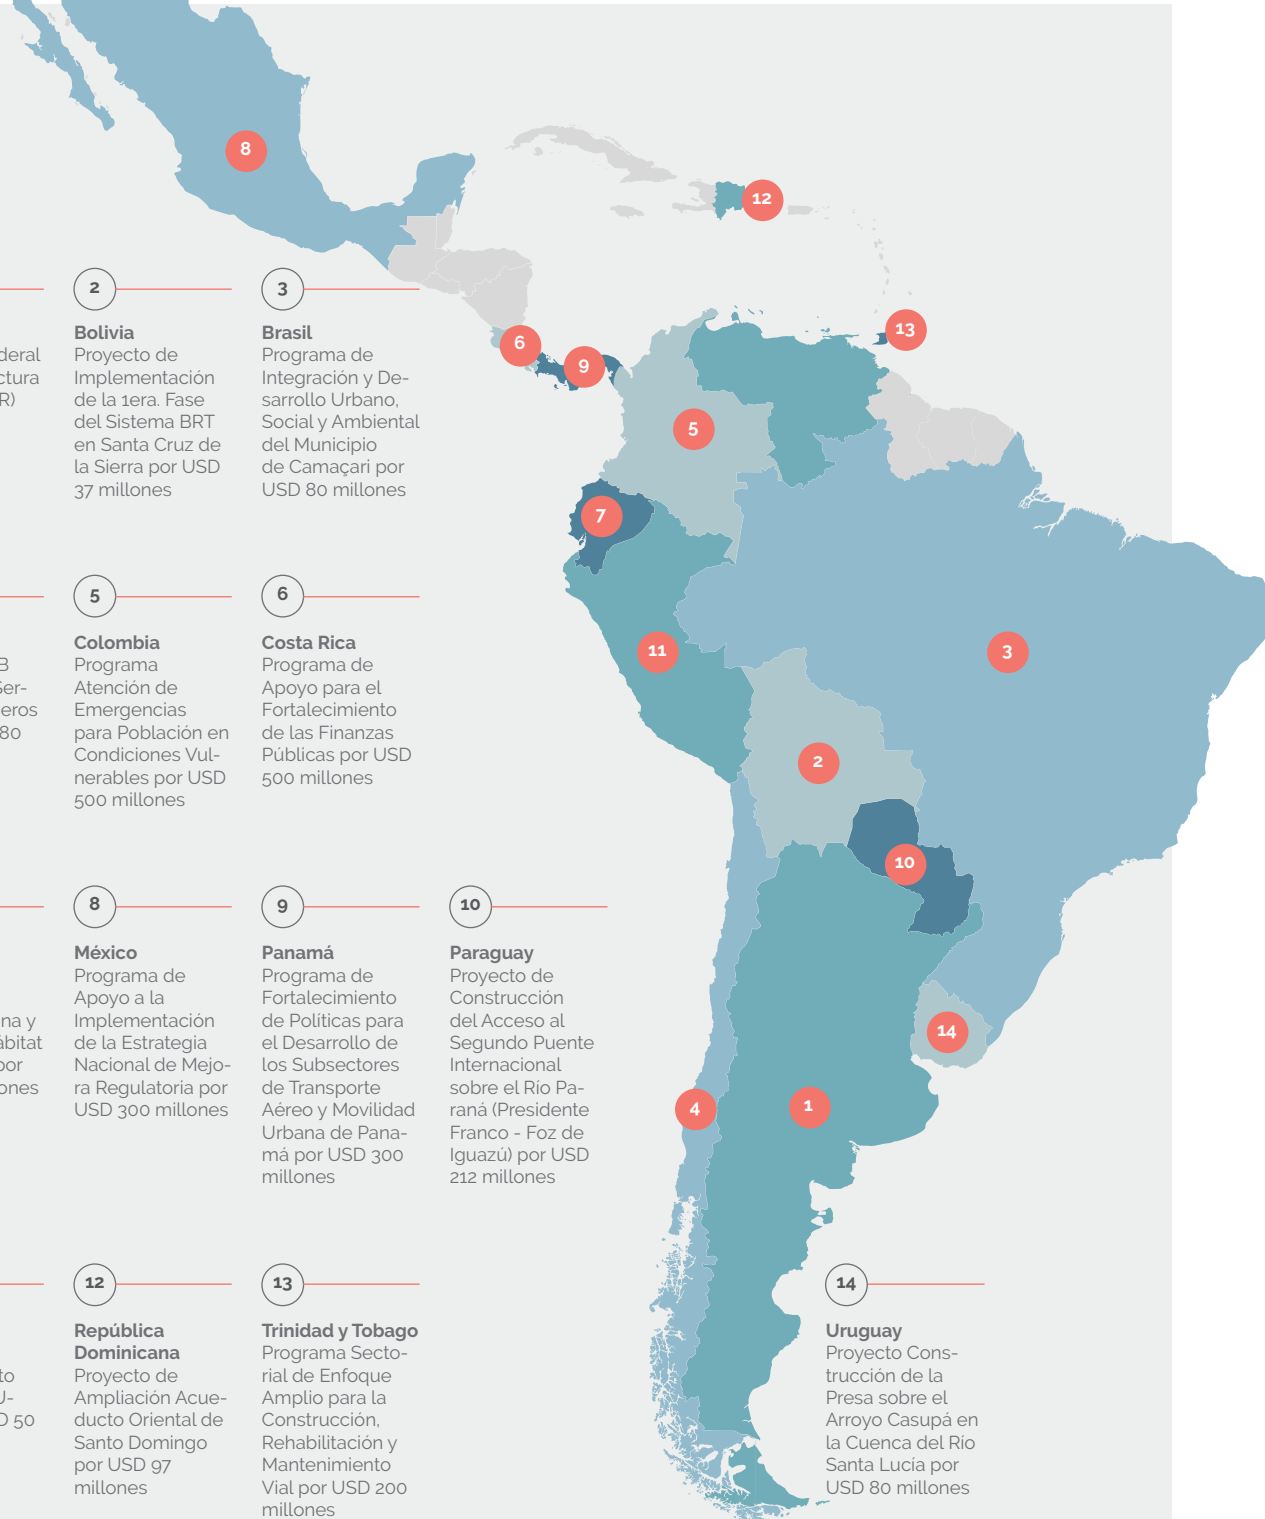 8
12
13
6
9
5
7
11
3
2
10
14
4
1
2
Bolivia
Proyecto de
Implementación
de la 1era. Fase
del Sistema BRT
en Santa Cruz de
la Sierra por USD
37 millones
3
Brasil
Programa de
Integración y De-
sarrollo Urbano,
Social y Ambiental
del Municipio
de Camaçari por
USD 80 millones
5
Colombia
Programa
Atención de
Emergencias
para Población en
Condiciones Vul-
nerables por USD
500 millones
6
Costa Rica
Programa de
Apoyo para el
Fortalecimiento
de las Finanzas
Públicas por USD
500 millones
80
8
México
Programa de
Apoyo a la
Implementación
de la Estrategia
Nacional de Mejo-
ra Regulatoria por
USD 300 millones
9
Panamá
Programa de
Fortalecimiento
de Políticas para
el Desarrollo de
los Subsectores
de Transporte
Aéreo y Movilidad
Urbana de Pana-
má por USD 300
millones
10
Paraguay
Proyecto de
Construcción
del Acceso al
Segundo Puente
Internacional
sobre el Río Pa-
raná (Presidente
Franco - Foz de
Iguazú) por USD
212 millones
y
por
50
12
República
Dominicana
Proyecto de
Ampliación Acue-
ducto Oriental de
Santo Domingo
por USD 97
millones
13
Trinidad y Tobago
Programa Secto-
rial de Enfoque
Amplio para la
Construcción,
Rehabilitación y
Mantenimiento
Vial por USD 200
millones
14
Uruguay
Proyecto Cons-
trucción de la
Presa sobre el
Arroyo Casupá en
la Cuenca del Río
Santa Lucía por
USD 80 millones